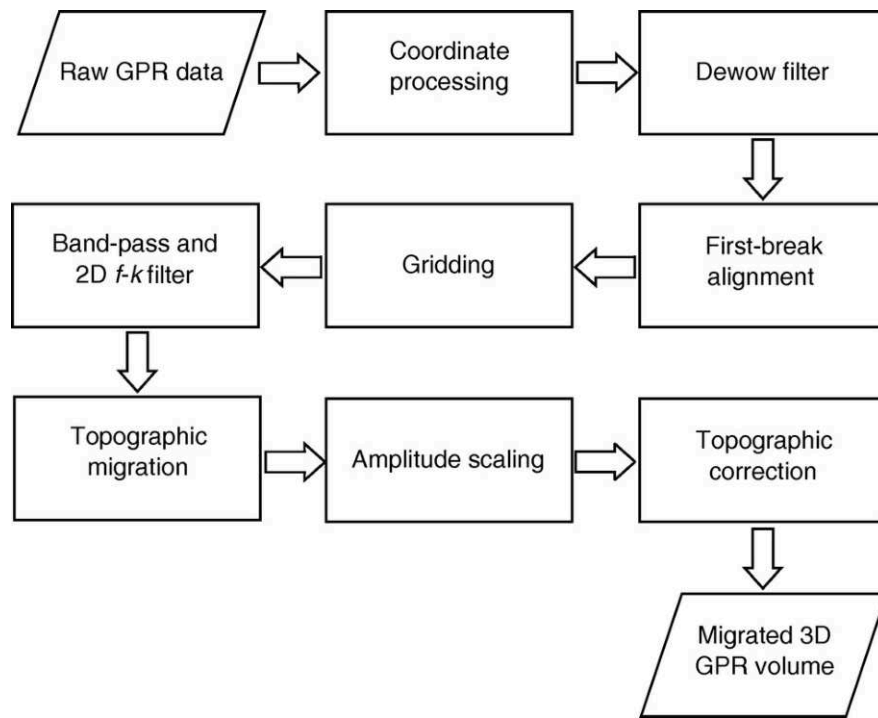 Raw GPR data
Coordinate
processing
Dewow filter
First-break
alignment
Gridding
Band-pass and
2D f-k filter
Topographic
migration
Amplitude scaling
Topographic
correction
Migrated 3D
GPR volume